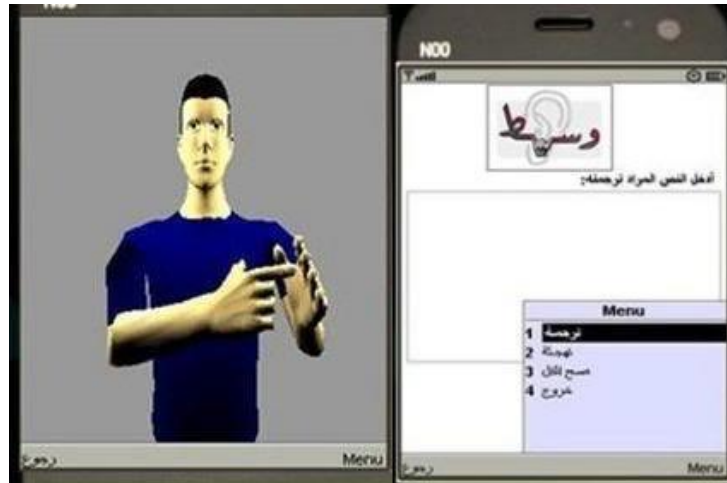 N00
رجوع
Menu
N00
وسيط
أدخل النص المراد ترجمته:
Menu
1 ترجمة
2 تهجئة
3 مسح الكل
4 خروج
رجوع
Menu